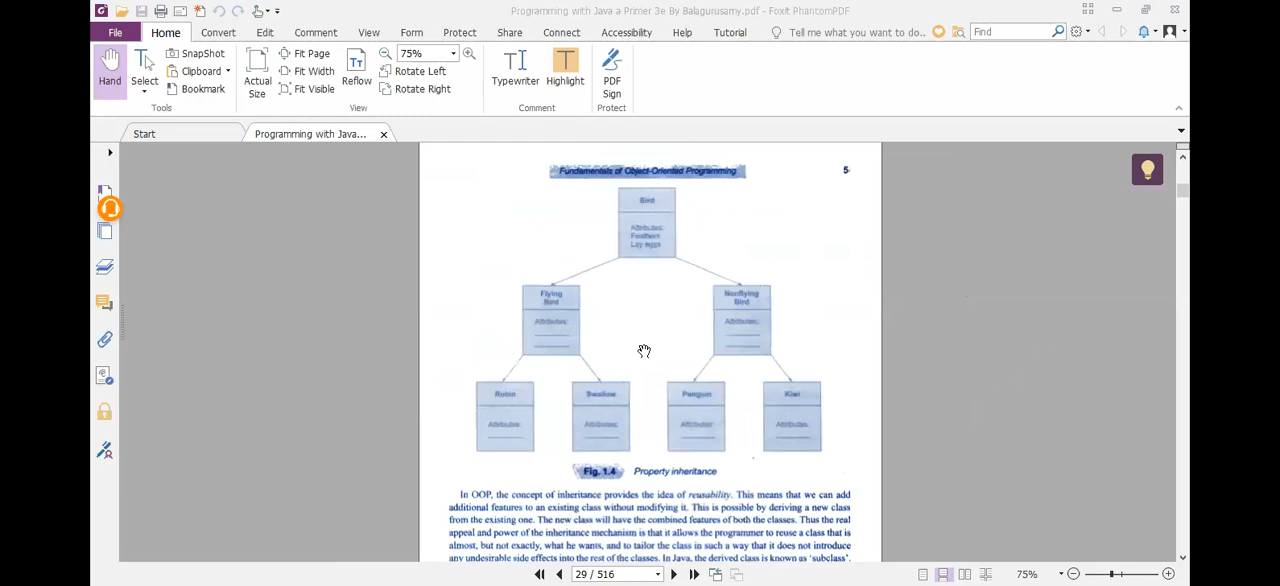 Programming with Java a Primer 3e By Balagurusamy.pdf - Foxit PhantomPDF
File Home Convert Edit Comment View Form Protect Share Connect Accessibility Help Tutorial Tell me what you want to do.. Find
Hand
Select
SnapShot
Clipboard
Bookmark
Tools
Actual Size
Fit Page
Fit Width
Fit Visible
Reflow
75%
Rotate Left
Rotate Right
View
Typewriter
Highlight
Comment
PDF Sign
Protect
Start
Programming with Java...
Fundamentals of Object-Oriented Programming 5
Bird
Attributes:
Feathers
Lay eggs
Flying Bird
Attributes:
Nonflying Bird
Attributes:
Robin
Attributes:
Swallow
Attributes:
Penguin
Attributes:
Kiwi
Attributes:
Fig. 1.4 Property inheritance
In OOP, the concept of inheritance provides the idea of reusability. This means that we can add
additional features to an existing class without modifying it. This is possible by deriving a new class
from the existing one. The new class will have the combined features of both the classes. Thus the real
appeal and power of the inheritance mechanism is that it allows the programmer to reuse a class that is
almost, but not exactly, what he wants, and to tailor the class in such a way that it does not introduce
any undesirable side effects into the rest of the classes. In Java, the derived class is known as 'subclass'.
29 / 516
75%